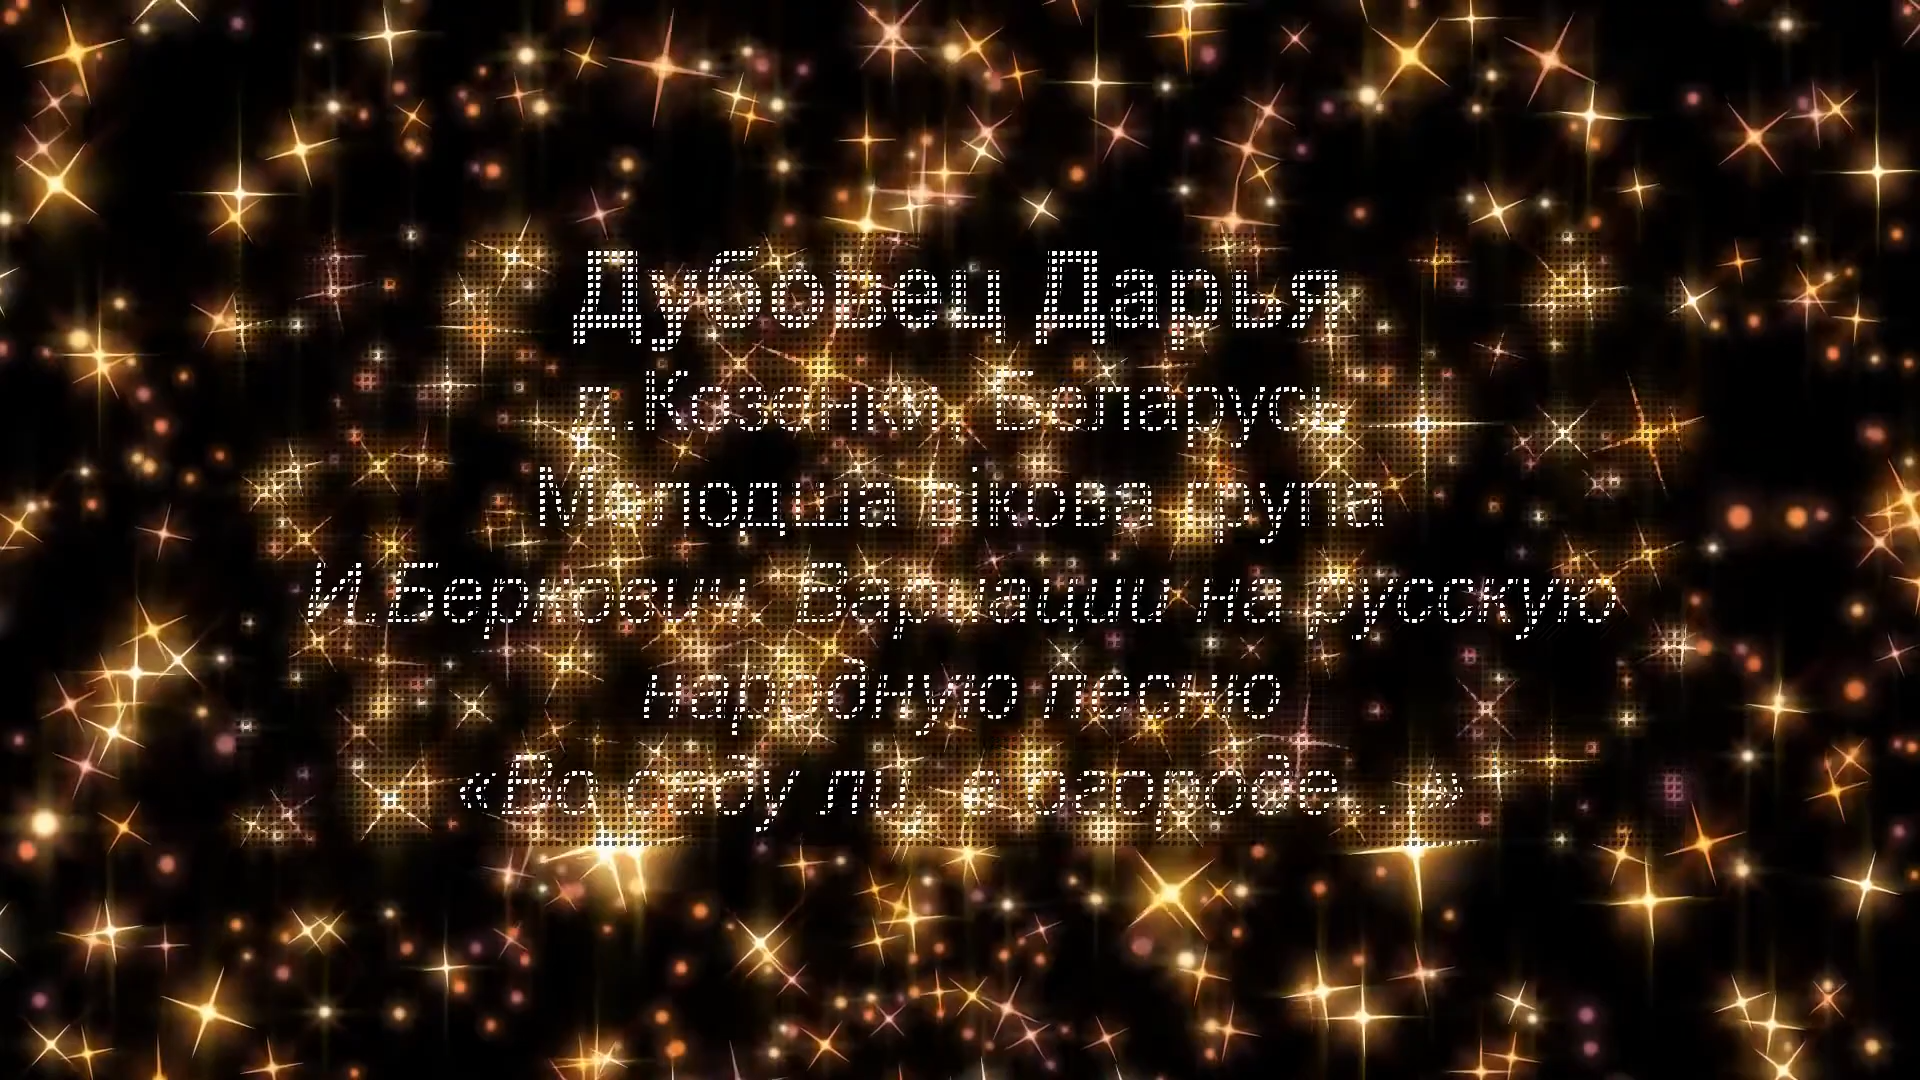 Дубовец Дарья
д.Козенки, Беларусь
Молодша вікова група
И.Беркович Вариации на русскую
народную песню
«Во саду ли, в огороде...»